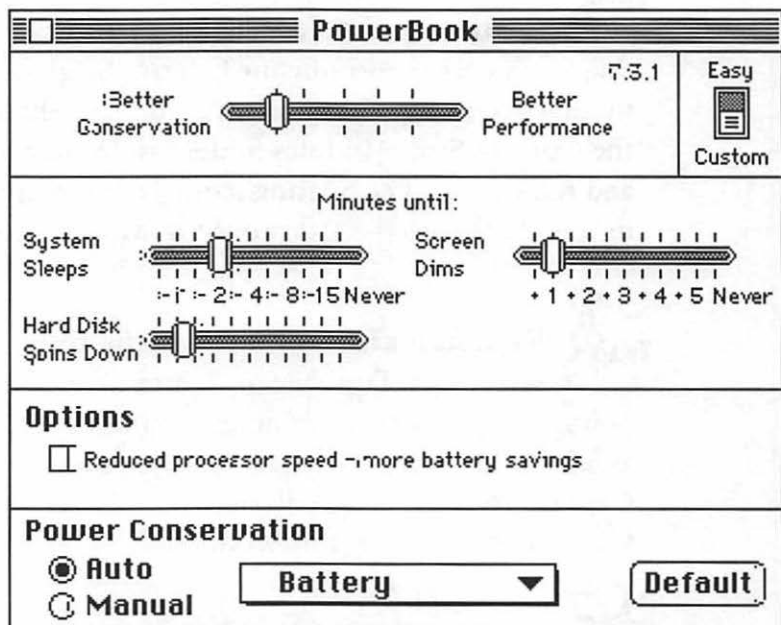 PowerBook
7.3.1
Better
Conservation
Better
Performance
Easy
Custom
Minutes until:
System
Sleeps
1 - 2 - 4 - 8 - 15 Never
Screen
Dims
+ 1 + 2 + 3 + 4 + 5 Never
Hard Disk
Spins Down
Options
Reduced processor speed - more battery savings
Power Conservation
Auto
Manual
Battery
Default